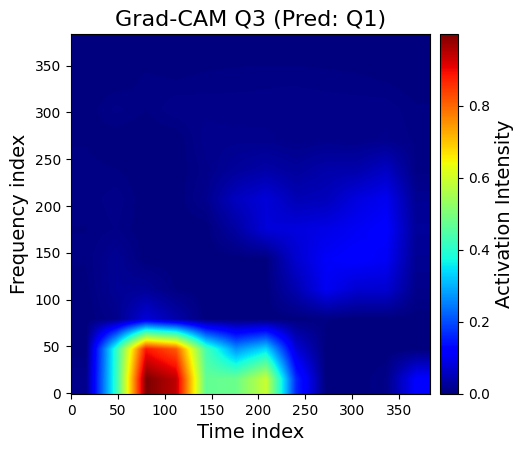 Grad-CAM Q3 (Pred: Q1)
Frequency index
350
300
250
200
150
100
50
0
0 50 100 150 200 250 300 350
Time index
0.8
0.6
0.4
0.2
0.0
Activation Intensity